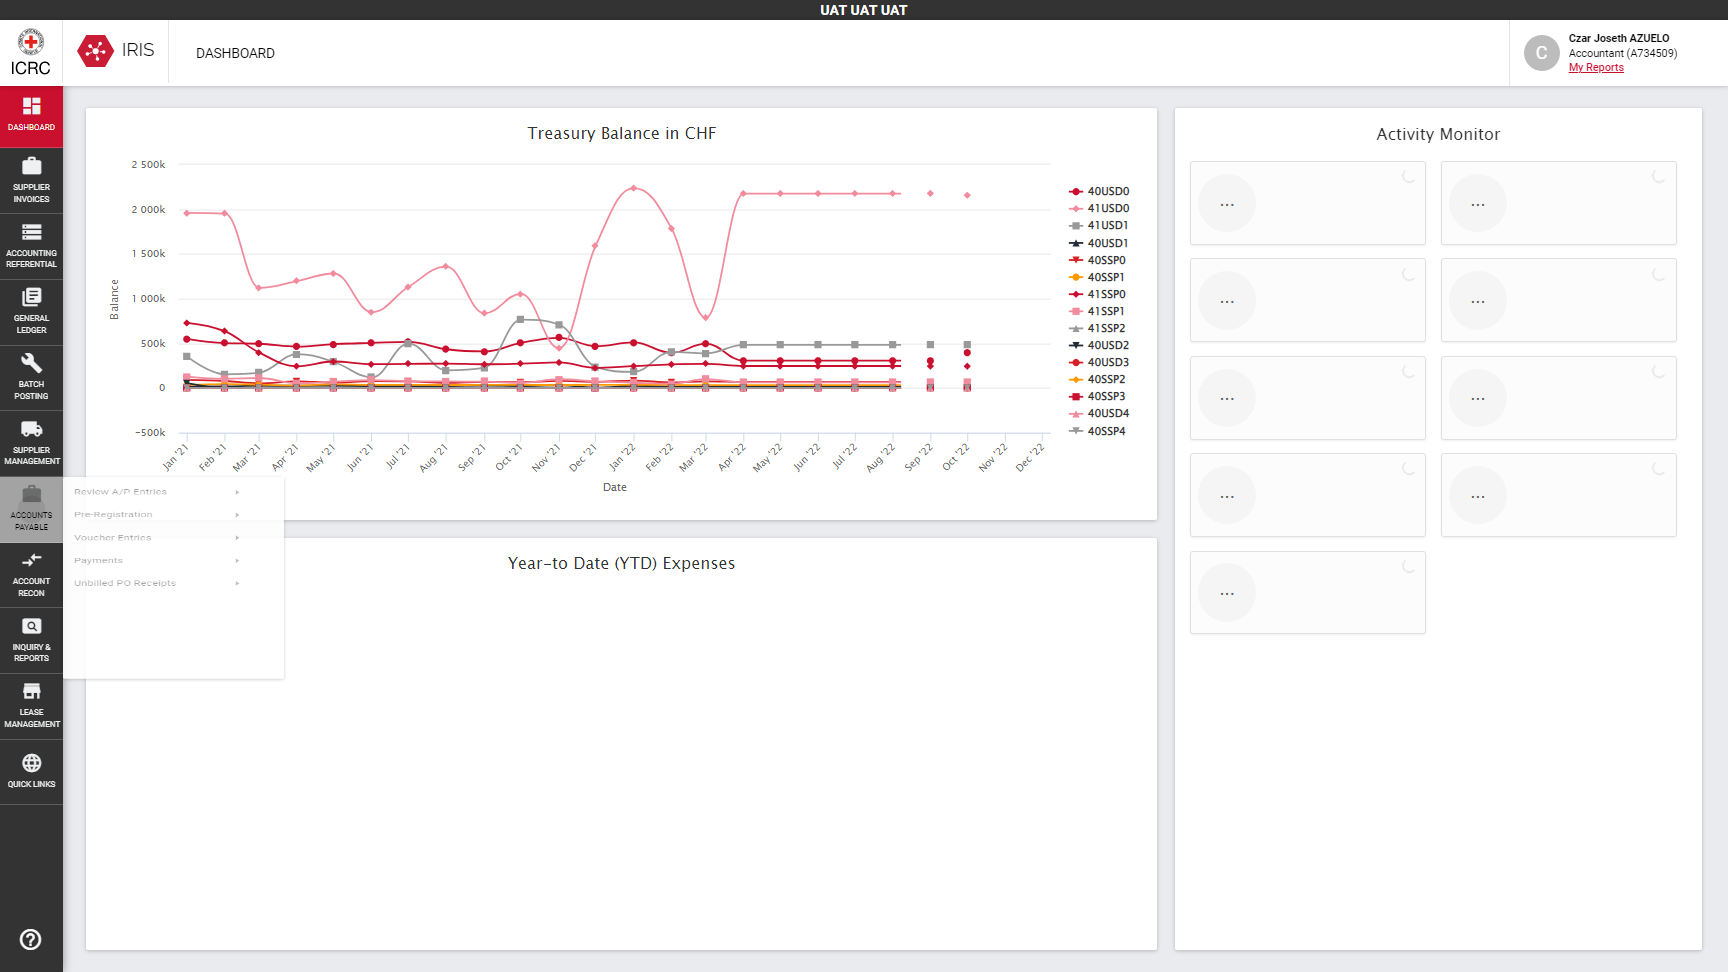 UAT UAT UAT
ICRC
IRIS
DASHBOARD
Czar Joseth AZUELO
Accountant (A734509)
My Reports
C
DASHBOARD
SUPPLIER
INVOICES
ACCOUNTING
REFERENTIAL
GENERAL
LEDGER
BATCH
POSTING
SUPPLIER
MANAGEMENT
ACCOUNTS
PAYABLE
ACCOUNT
RECON
INQUIRY &
REPORTS
LEASE
MANAGEMENT
QUICK LINKS
Review A/P Entries
Pre-Registration
Voucher Entries
Payments
Unbilled PO Receipts
Treasury Balance in CHF
2 500k
2 000k
1 500k
1 000k
500k
0
-500k
Balance
Jan '21
Feb '21
Mar '21
Apr '21
May '21
Jun '21
Jul '21
Aug '21
Sep '21
Oct '21
Nov '21
Dec '21
Jan '22
Feb '22
Mar '22
Apr '22
May '22
Jun '22
Jul '22
Aug '22
Sep '22
Oct '22
Nov '22
Dec '22
Date
40USD0
41USD0
41USD1
40USD1
40SSP0
40SSP1
41SSP0
41SSP1
41SSP2
40USD2
40USD3
40SSP2
40SSP3
40USD4
40SSP4
Year-to Date (YTD) Expenses
Activity Monitor
...
...
...
...
...
...
...
...
...